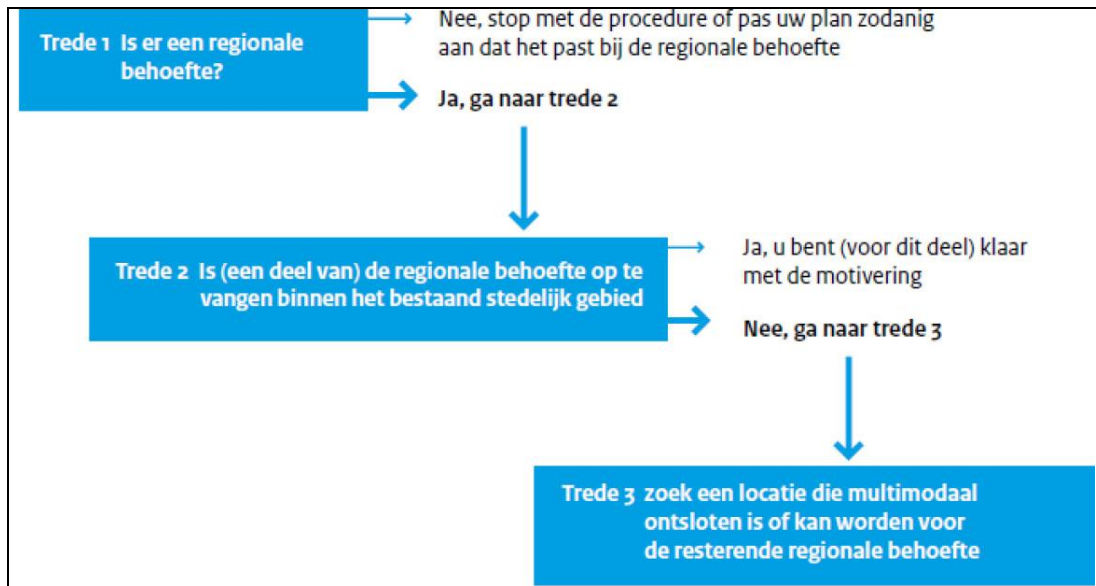 Trede 1 Is er een regionale
behoefte?
Nee, stop met de procedure of pas uw plan zodanig
aan dat het past bij de regionale behoefte
Ja, ga naar trede 2
Trede 2 Is (een deel van) de regionale behoefte op te
vangen binnen het bestaand stedelijk gebied
Ja, u bent (voor dit deel) klaar
met de motivering
Nee, ga naar trede 3
Trede 3 zoek een locatie die multimodaal
ontsloten is of kan worden voor
de resterende regionale behoefte